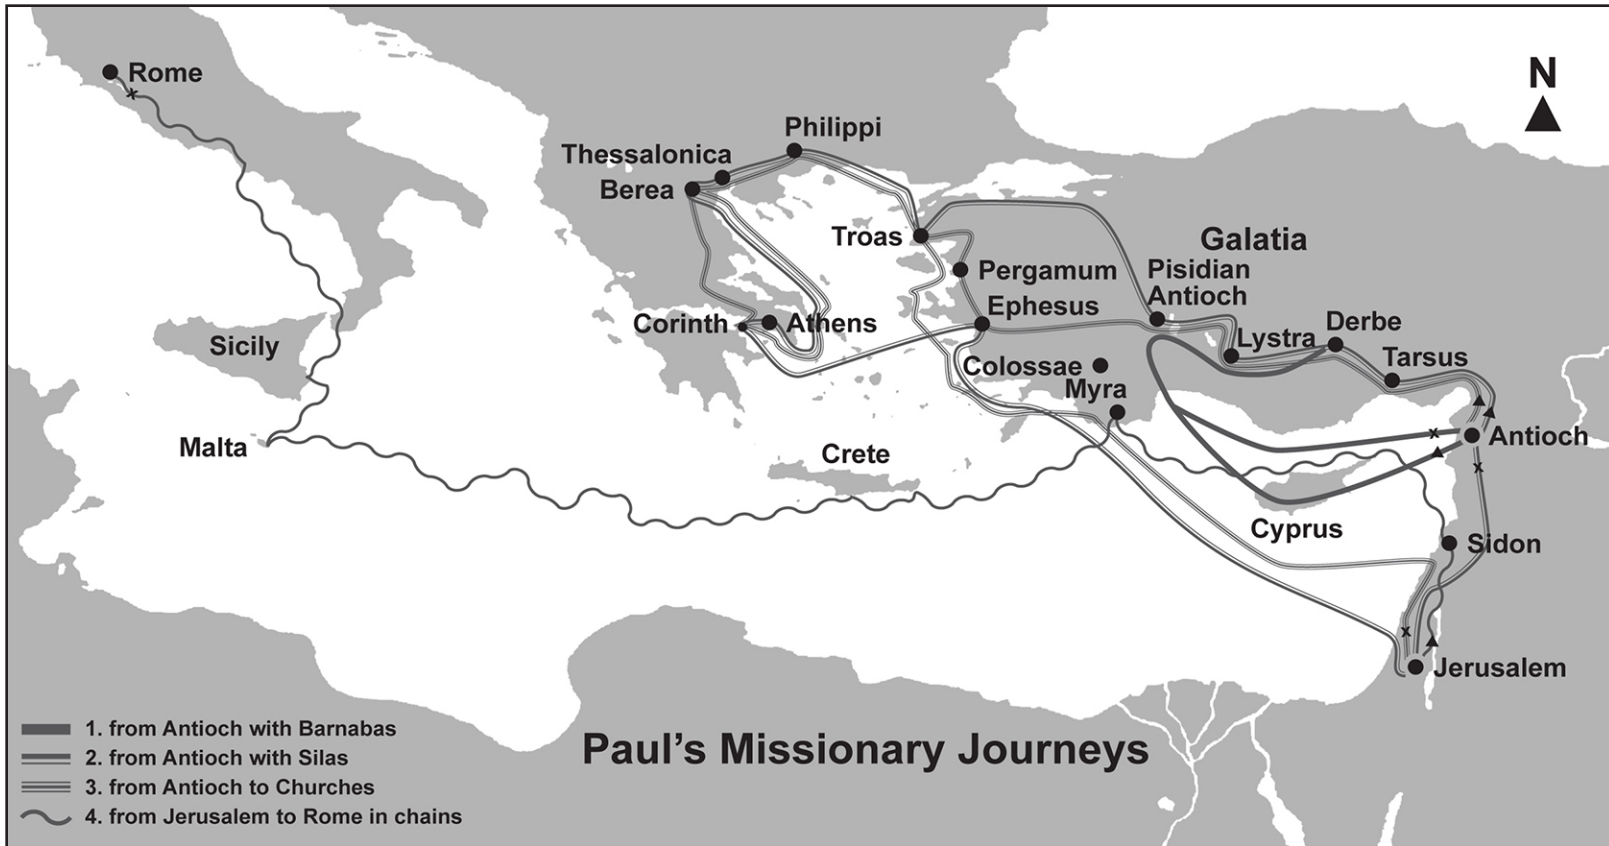 N
Rome
Philippi
Thessalonica
Berea
Troas
Galatia
Pergamum
Pisidian
Antioch
Ephesus
Corinth
Athens
Lystra
Derbe
Sicily
Colossae
Tarsus
Myra
Malta
Crete
Antioch
Cyprus
Sidon
Jerusalem
Paul’s Missionary Journeys
1. from Antioch with Barnabas
2. from Antioch with Silas
3. from Antioch to Churches
4. from Jerusalem to Rome in chains